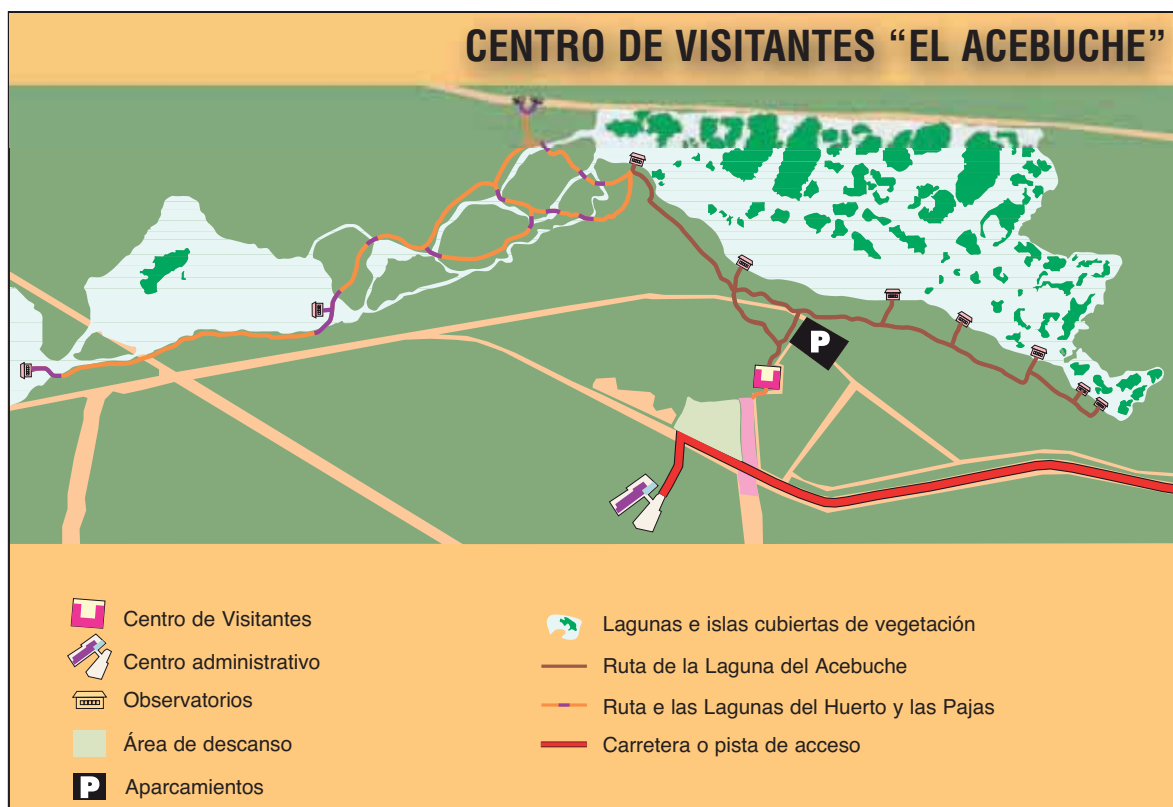 CENTRO DE VISITANTES “EL ACEBUCHE”
P
Centro de Visitantes
Centro administrativo
Observatorios
Área de descanso
P
Aparcamientos
Lagunas e islas cubiertas de vegetación
Ruta de la Laguna del Acebuche
Ruta e las Lagunas del Huerto y las Pajas
Carretera o pista de acceso